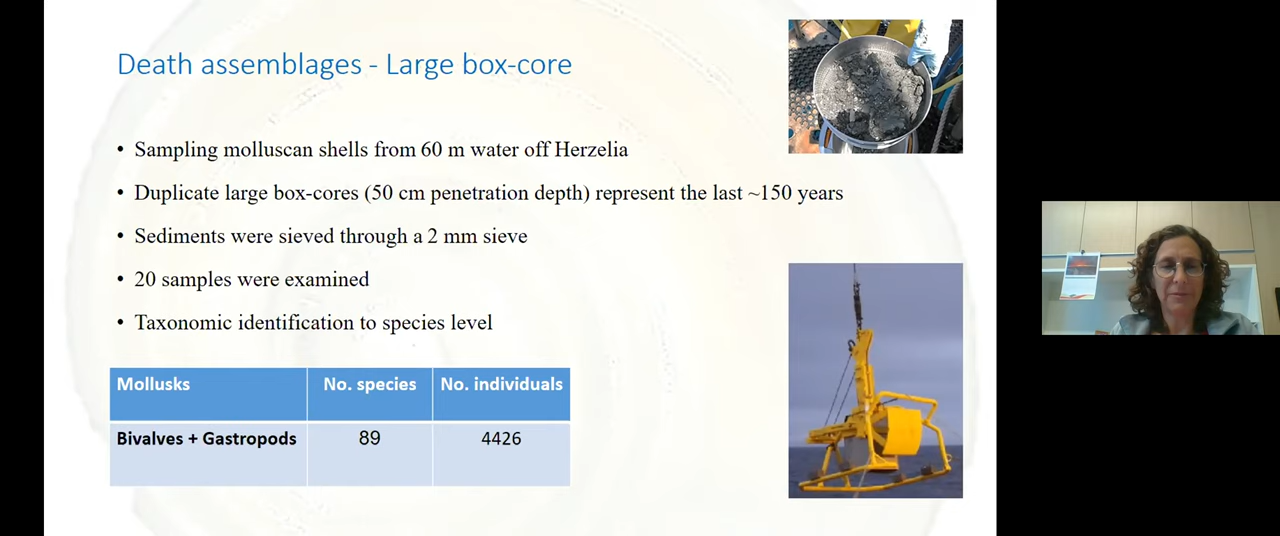 Death assemblages - Large box-core
• Sampling molluscan shells from 60 m water off Herzelia
• Duplicate large box-cores (50 cm penetration depth) represent the last ~150 years
• Sediments were sieved through a 2 mm sieve
• 20 samples were examined
• Taxonomic identification to species level
Mollusks No. species No. individuals
Bivalves + Gastropods 89 4426